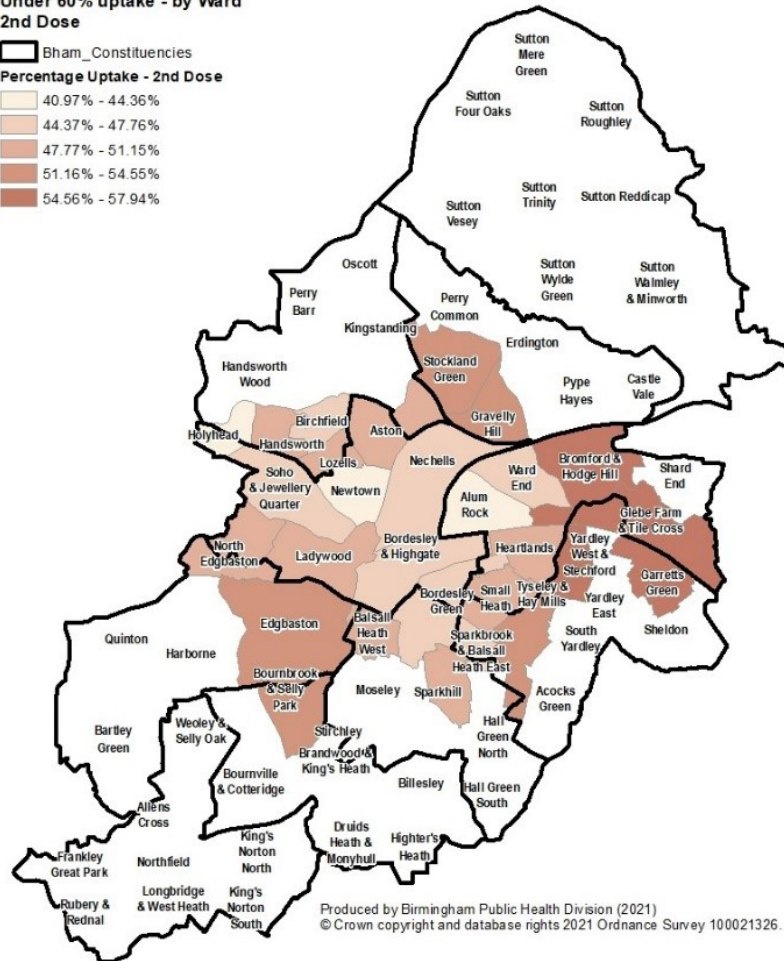 Under 60% uptake - by Ward
2nd Dose
Bham_Constituencies
Percentage Uptake - 2nd Dose
40.97% - 44.36%
44.37% - 47.76%
47.77% - 51.15%
51.16% - 54.55%
54.56% - 57.94%
Sutton
Mere
Green
Sutton
Four Oaks
Sutton
Roughley
Sutton
Trinity
Sutton Reddicap
Sutton
Vesey
Sutton
Wylde
Green
Sutton
Walmley
& Minworth
Oscott
Perry
Barr
Perry
Common
Kingstanding
Erdington
Stockland
Green
Handsworth
Wood
Pype
Hayes
Castle
Vale
Birchfield
Gravelly
Hill
Holyhead
Handsworth
Aston
Lozells
Nechells
Bromford &
Hodge Hill
Soho
& Jewellery
Quarter
Newtown
Ward
End
Shard
End
Alum
Rock
Glebe Farm
& Tile Cross
North
Edgbaston
Ladywood
Bordesley
& Highgate
Heartlands
Yardley
West &
Stechford
Garretts
Green
Bordesley
Green
Small
Heath
Tyseley &
Hay Mills
Yardley
East
Edgbaston
Balsall
Heath
West
Sparkbrook
& Balsall
Heath East
South
Yardley
Sheldon
Quinton
Harborne
Bournbrook
& Selly
Park
Moseley
Sparkhill
Acocks
Green
Bartley
Green
Weoley &
Selly Oak
Stirchley
Hall
Green
North
Brandwood &
King's Heath
Bournville
& Cotteridge
Billesley
Hall Green
South
Allens
Cross
Druids
Heath &
Monyhull
Highter's
Heath
King's
Norton
North
Frankley
Great Park
Northfield
Longbridge
& West Heath
King's
Norton
South
Rubery &
Rednal
Produced by Birmingham Public Health Division (2021)
© Crown copyright and database rights 2021 Ordnance Survey 100021326.